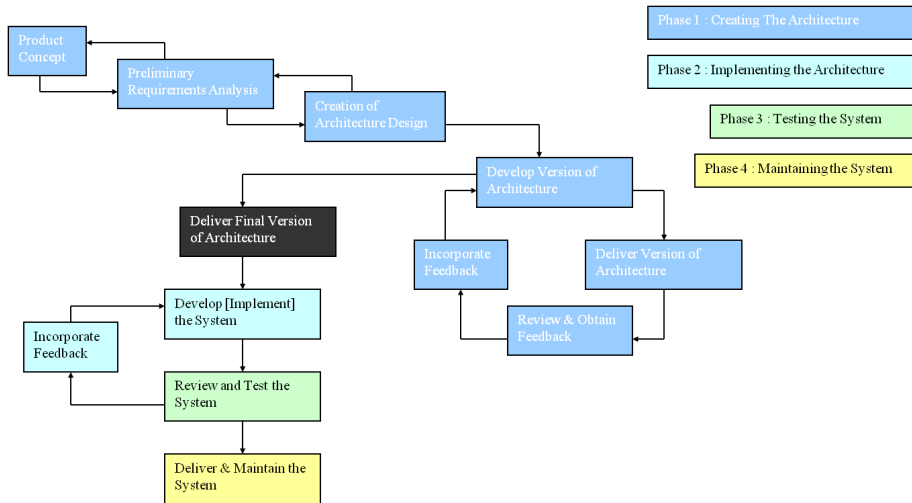 Product
Concept
Preliminary
Requirements Analysis
Creation of
Architecture Design
Develop Version of
Architecture
Deliver Final Version
of Architecture
Incorporate
Feedback
Deliver Version of
Architecture
Review & Obtain
Feedback
Develop [Implement]
the System
Incorporate
Feedback
Review and Test the
System
Deliver & Maintain the
System
Phase 1 : Creating The Architecture
Phase 2 : Implementing the Architecture
Phase 3 : Testing the System
Phase 4 : Maintaining the System